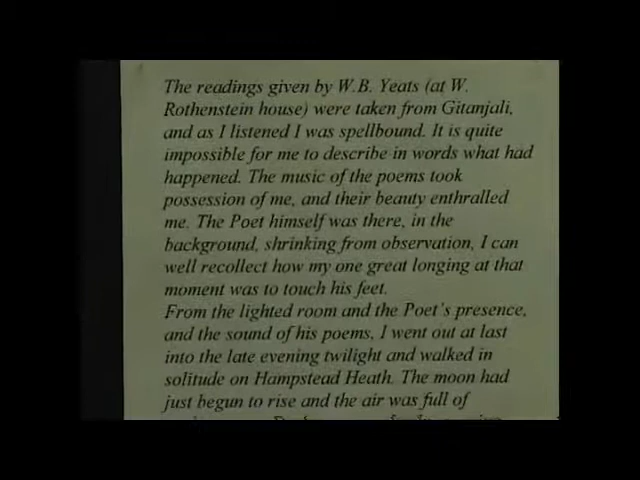 The readings given by W.B. Yeats (at W.
Rothenstein house) were taken from Gitanjali,
and as I listened I was spellbound. It is quite
impossible for me to describe in words what had
happened. The music of the poems took
possession of me, and their beauty enthralled
me. The Poet himself was there, in the
background, shrinking from observation, I can
well recollect how my one great longing at that
moment was to touch his feet.
From the lighted room and the Poet's presence,
and the sound of his poems, I went out at last
into the late evening twilight and walked in
solitude on Hampstead Heath. The moon had
just begun to rise and the air was full of